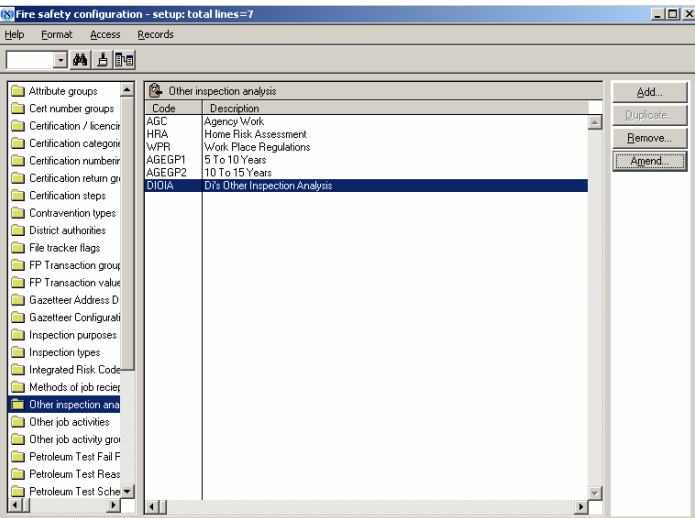 Fire safety configuration - setup: total lines=7
Help Format Access Records
Attribute groups
Cert number groups
Certification / licencin
Certification categorie
Certification numberin
Certification return gro
Certification steps
Contravention types
District authorities
File tracker flags
FP Transaction group
FP Transaction value
Gazetteer Address D
Gazetteer Configurati
Inspection purposes
Inspection types
Integrated Risk Code
Methods of job reciep
Other inspection ana
Other job activities
Other job activity grou
Petroleum Test Fail F
Petroleum Test Reas
Petroleum Test Sche
Other inspection analysis
Code Description
AGC Agency Work
HRA Home Risk Assessment
WPR Work Place Regulations
AGEGP1 5 To 10 Years
AGEGP2 10 To 15 Years
DIOIA Di's Other Inspection Analysis
Add...
Duplicate...
Remove...
Amend...